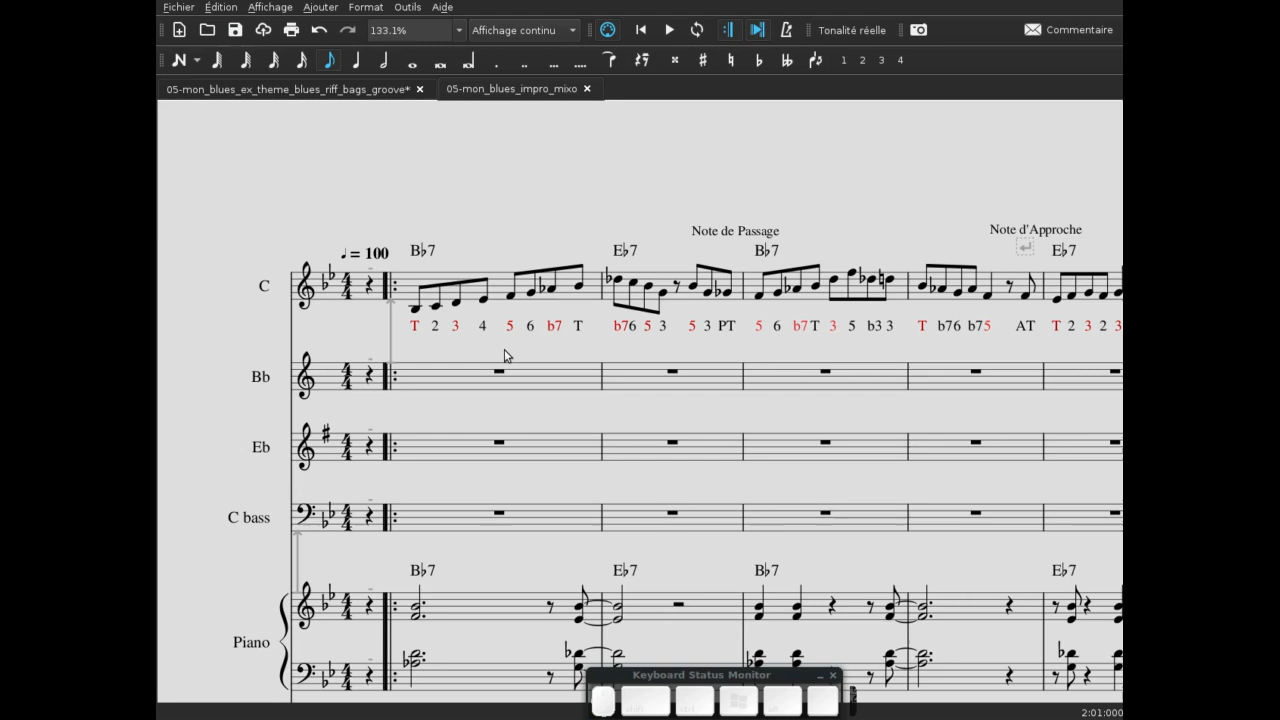 Fichier Édition Affichage Ajouter Format Outils Aide
133.1% Affichage continu Tonalité réelle Commentaire
1 2 3 4
05-mon_blues_ex_theme_blues_riff_bags_groove* 05-mon_blues_impro_mixo
Note de Passage Note d'Approche
♩ = 100 B♭7 E♭7 B♭7 E♭7
C
T 2 3 4 5 6 b7 T b76 5 3 5 3 PT 5 6 b7 T 3 5 b3 3 T b76 b75 AT T 2 3 2 3
Bb
Eb
C bass
B♭7 E♭7 B♭7 E♭7
Piano
Keyboard Status Monitor
2:01:000